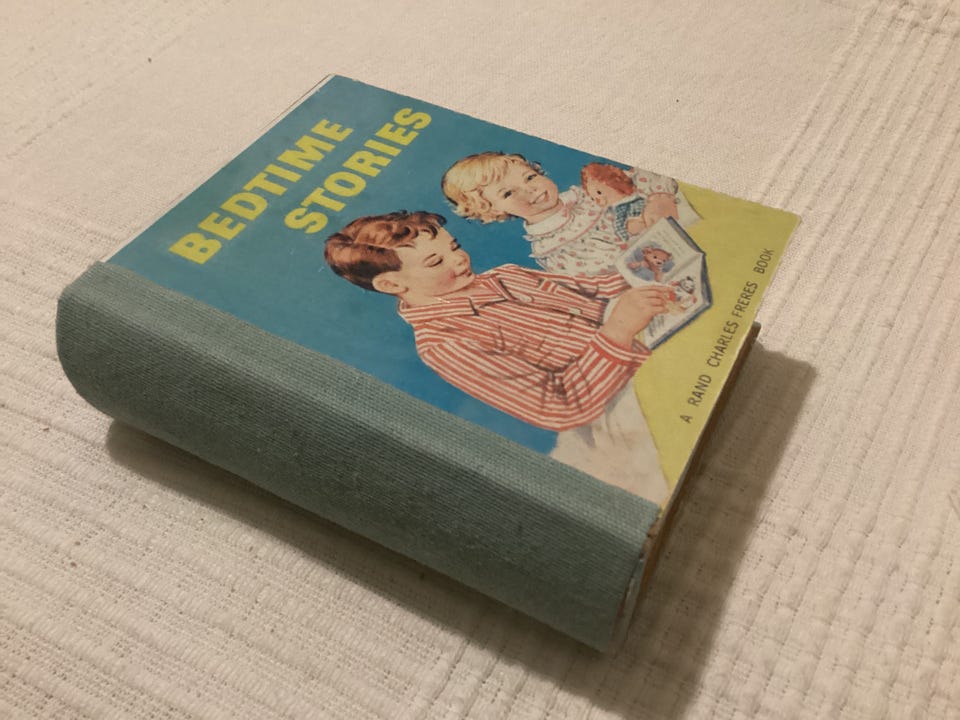 BEDTIME
STORIES
A RAND CHARLES FRERES BOOK